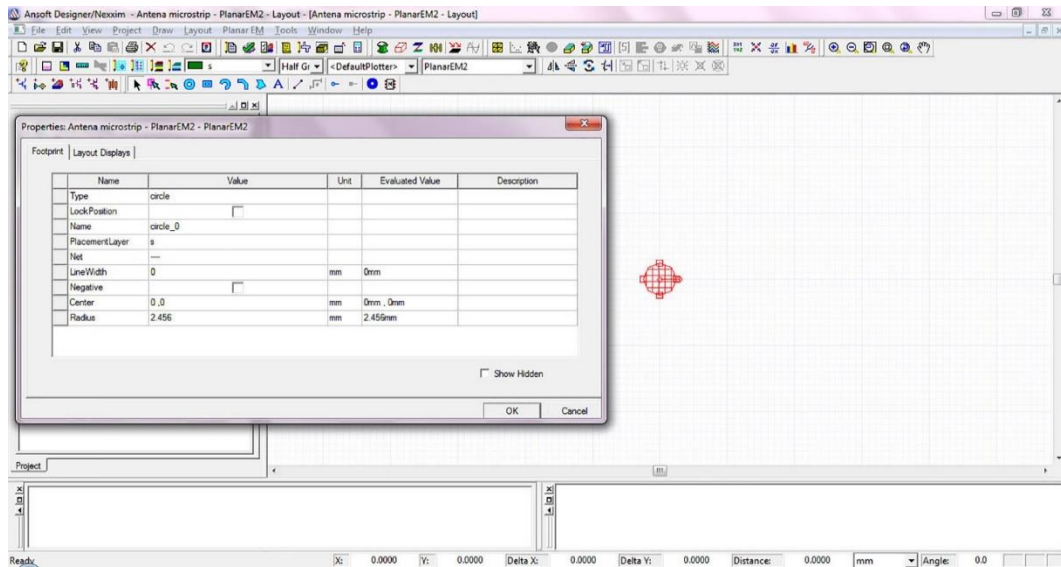 Ansoft Designer/Nexxim - Antena microstrip - PlanarEM2 - Layout - [Antena microstrip - PlanarEM2 - Layout]
File Edit View Project Draw Layout Planar EM Tools Window Help
s Half Gr <DefaultPlotter> PlanarEM2
Properties: Antena microstrip - PlanarEM2 - PlanarEM2
Footprint Layout Displays
Name Value Unit Evaluated Value Description
Type circle
LockPosition
Name circle_0
PlacementLayer s
Net ---
LineWidth 0 mm 0mm
Negative
Center 0 ,0 mm 0mm , 0mm
Radius 2.456 mm 2.456mm
Show Hidden
OK Cancel
Project
Ready X: 0.0000 Y: 0.0000 Delta X: 0.0000 Delta Y: 0.0000 Distance: 0.0000 mm Angle: 0.0